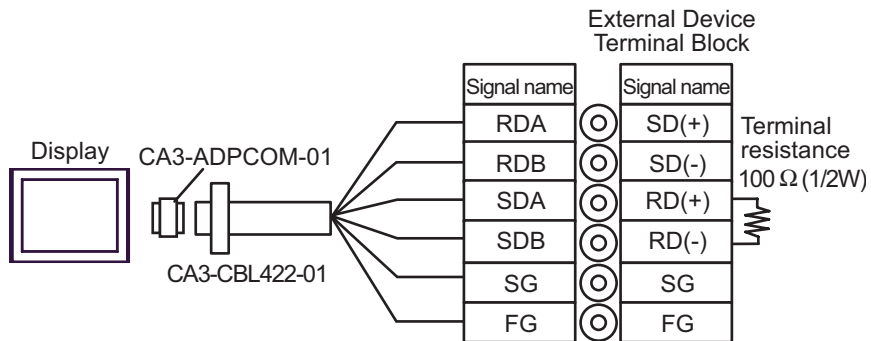 External Device
Terminal Block
Signal name Signal name
RDA SD(+)
Terminal
resistance
100 Ω (1/2W)
Display
CA3-ADPCOM-01
RDB SD(-)
SDA RD(+)
SDB RD(-)
CA3-CBL422-01
SG SG
FG FG